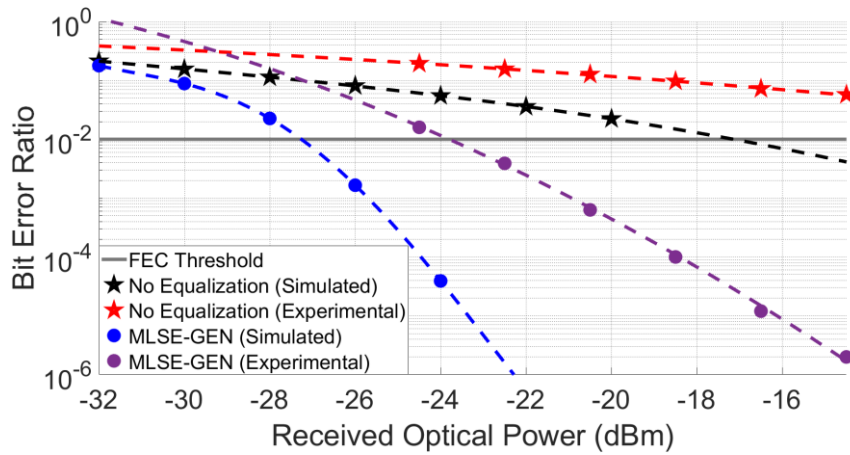 Bit Error Ratio
10^0
10^-2
10^-4
10^-6
FEC Threshold
No Equalization (Simulated)
No Equalization (Experimental)
MLSE-GEN (Simulated)
MLSE-GEN (Experimental)
-32 -30 -28 -26 -24 -22 -20 -18 -16
Received Optical Power (dBm)